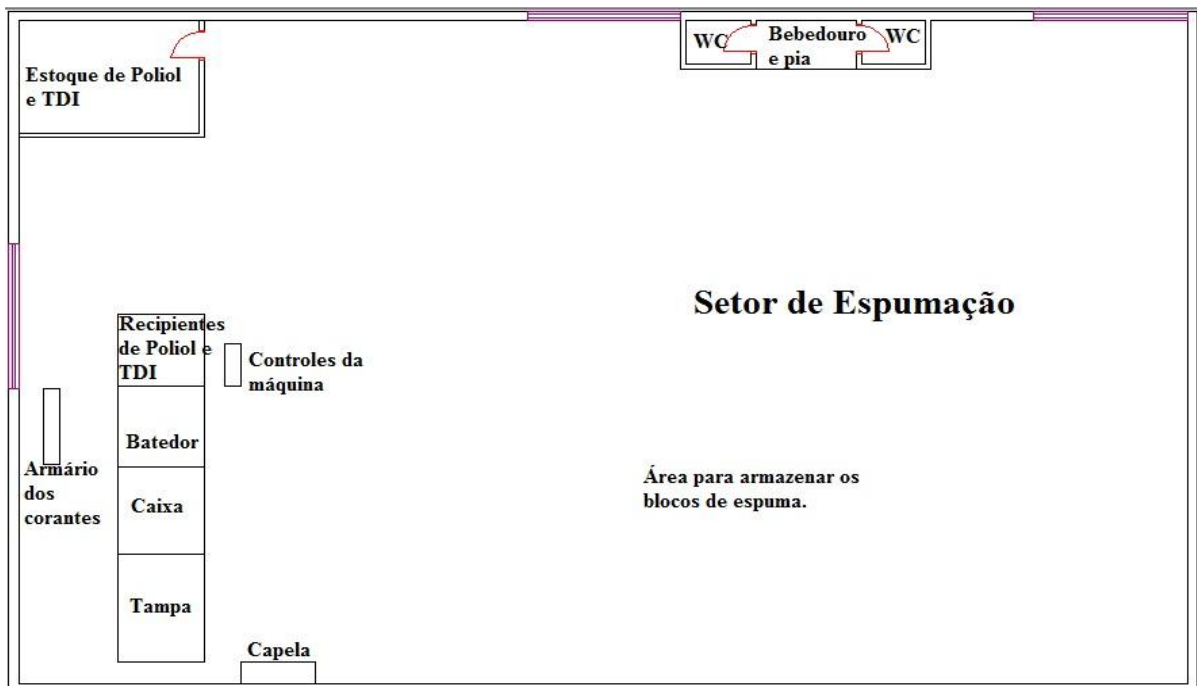 WC
Bebedouro
e pia
WC
Estoque de Poliol
e TDI
Setor de Espumação
Recipientes
de Poliol e
TDI
Controles da
máquina
Batedor
Armário
dos
corantes
Caixa
Área para armazenar os
blocos de espuma.
Tampa
Capela